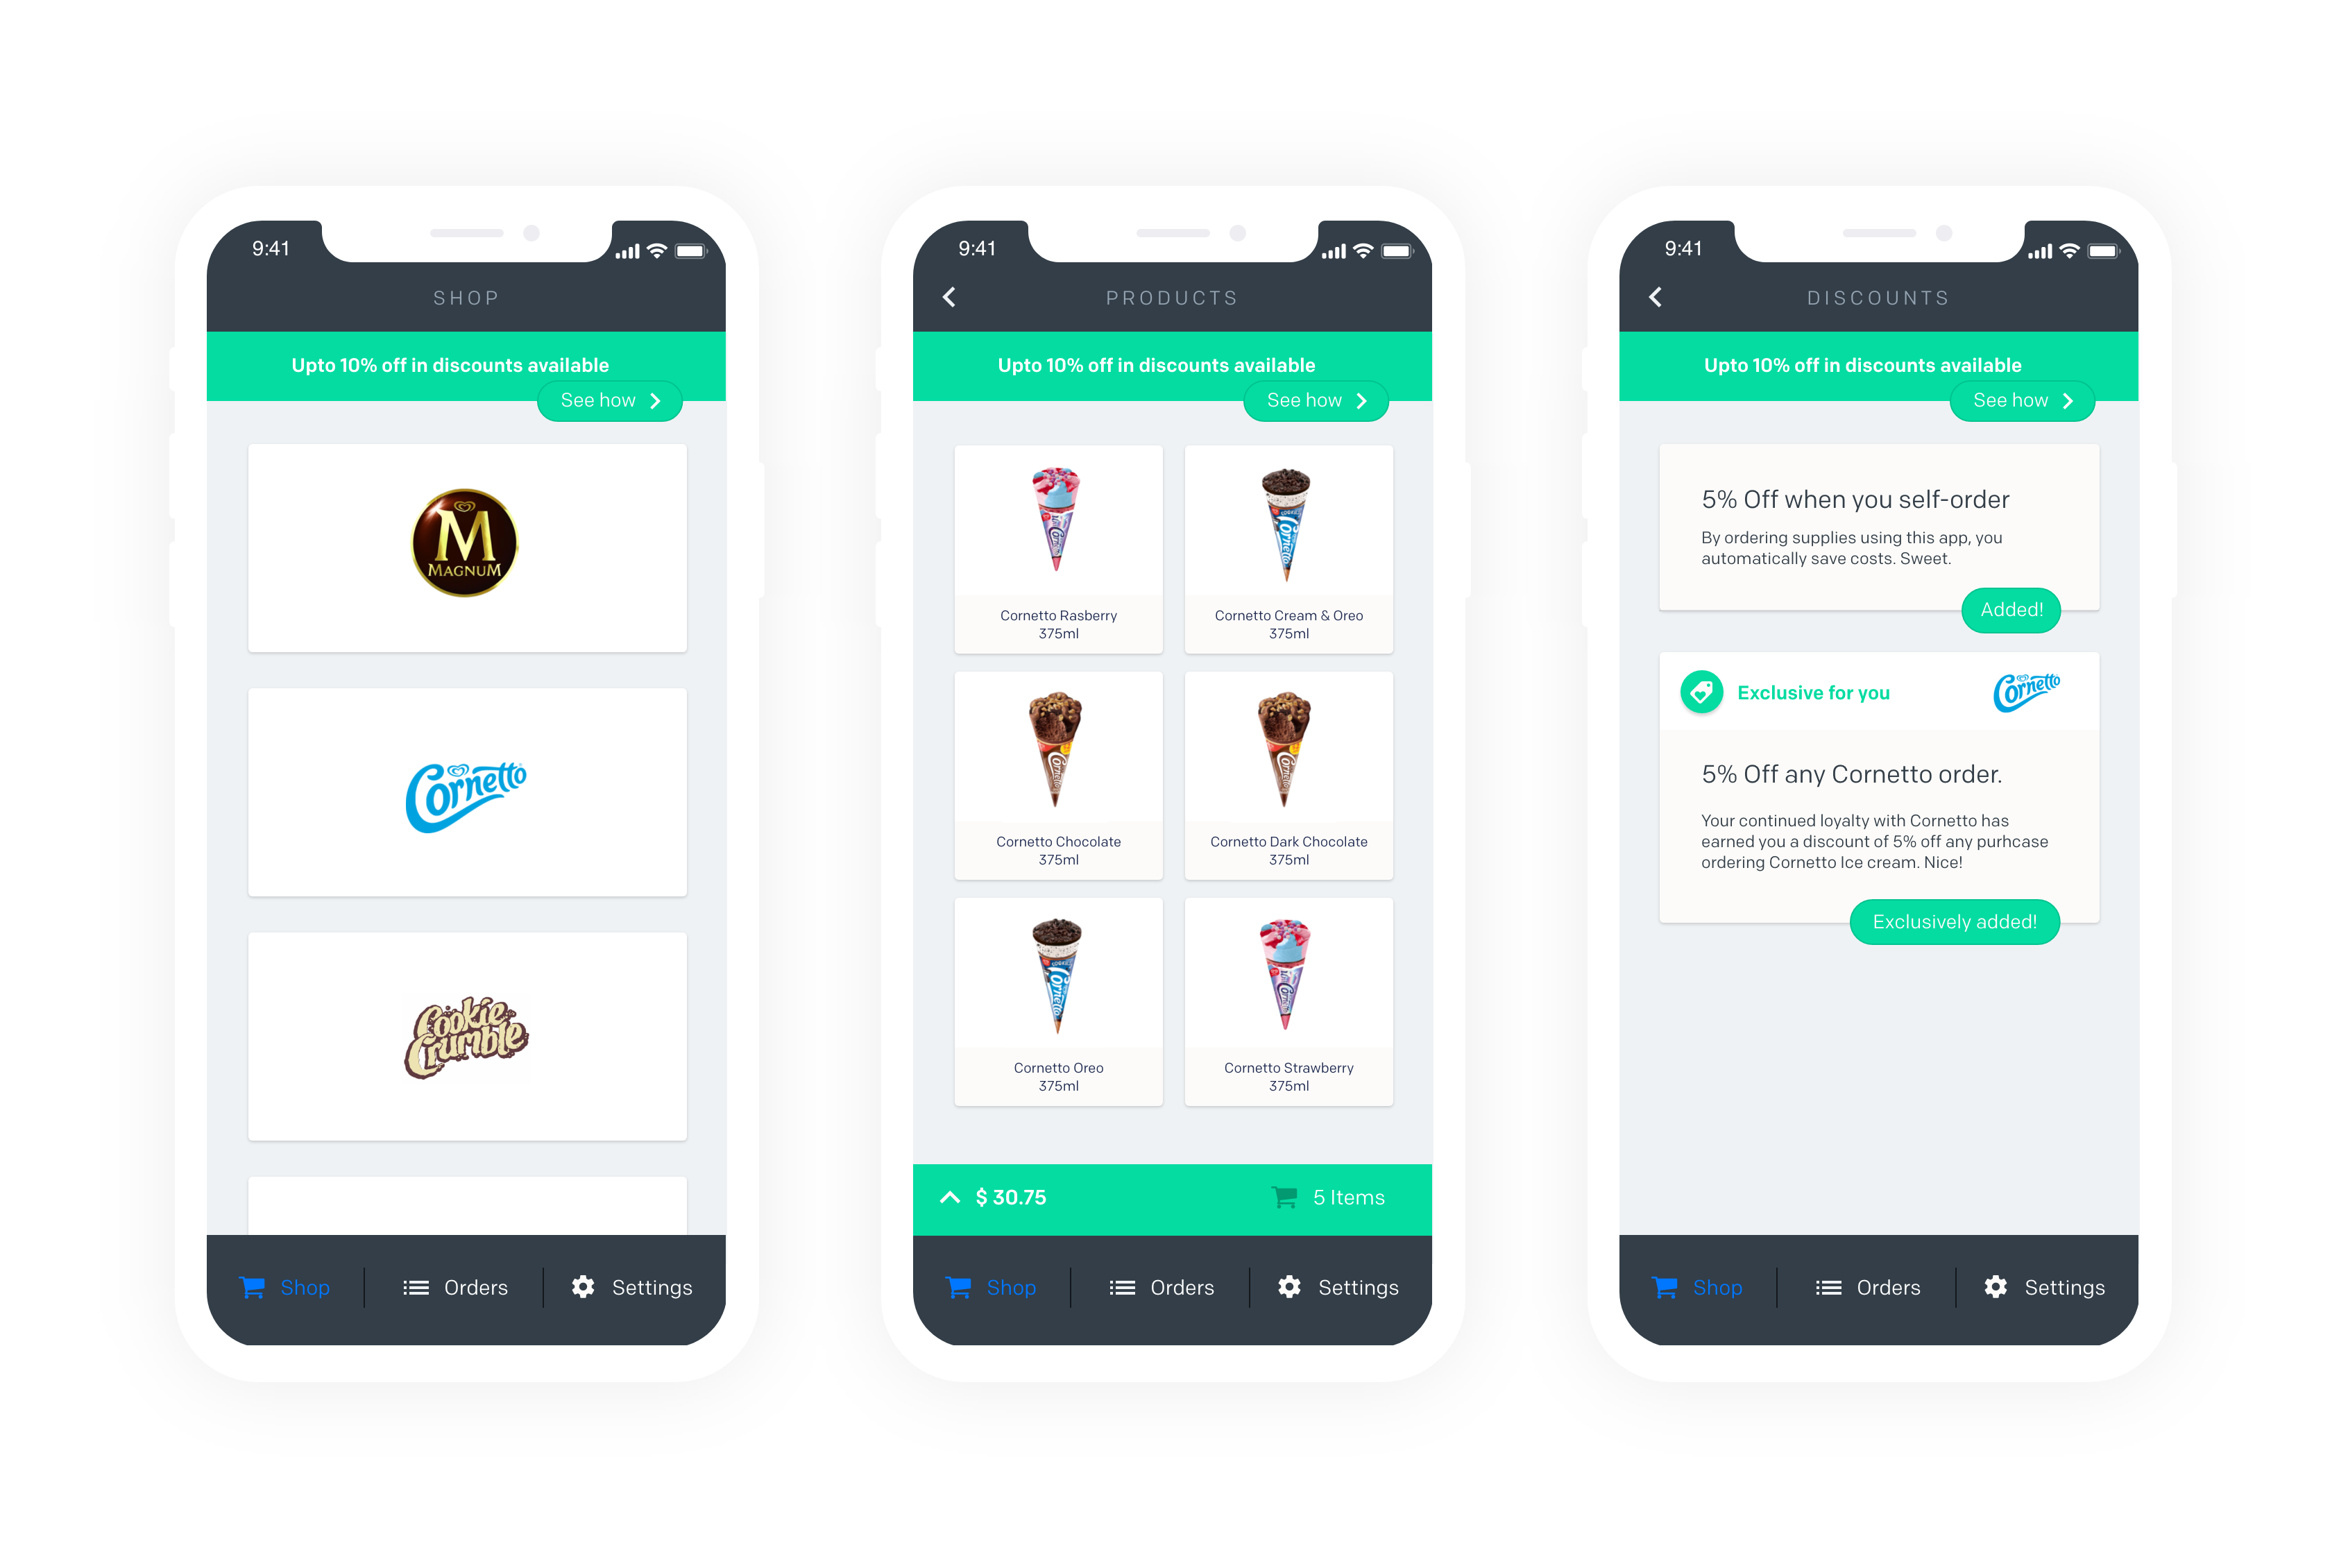 9:41
SHOP
Upto 10% off in discounts available
See how
M
MAGNUM
Cornetto
Cookie
Crumble
Shop
Orders
Settings
9:41
PRODUCTS
Upto 10% off in discounts available
See how
Cornetto
Cornetto
Cornetto Rasberry
375ml
Cornetto Cream & Oreo
375ml
Cornetto
Cornetto
Cornetto Chocolate
375ml
Cornetto Dark Chocolate
375ml
Cornetto
Cornetto
Cornetto Oreo
375ml
Cornetto Strawberry
375ml
$ 30.75
5 Items
Shop
Orders
Settings
9:41
DISCOUNTS
Upto 10% off in discounts available
See how
5% Off when you self-order
By ordering supplies using this app, you
automatically save costs. Sweet.
Added!
Exclusive for you
Cornetto
5% Off any Cornetto order.
Your continued loyalty with Cornetto has
earned you a discount of 5% off any purhcase
ordering Cornetto Ice cream. Nice!
Exclusively added!
Shop
Orders
Settings